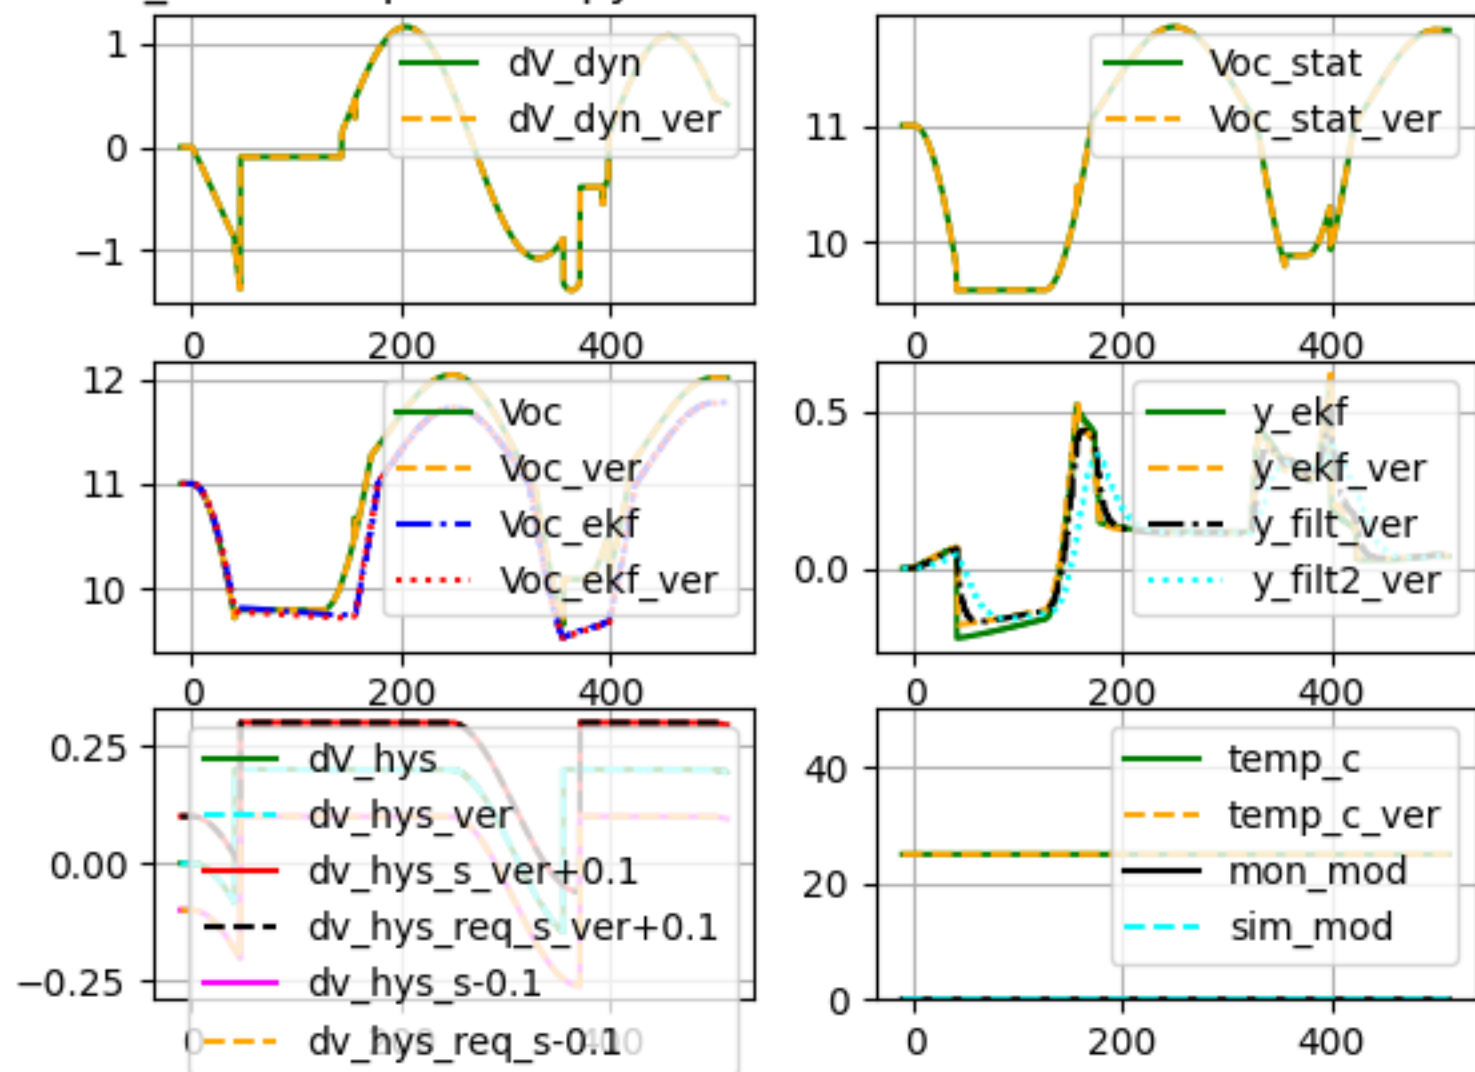 1
0
−1
dV_dyn
dV_dyn_ver
0 200 400
11
10
Voc_stat
Voc_stat_ver
0 200 400
12
11
10
Voc
Voc_ver
Voc_ekf
Voc_ekf_ver
0 200 400
0.5
0.0
y_ekf
y_ekf_ver
y_filt_ver
y_filt2_ver
0 200 400
0.25
0.00
−0.25
dV_hys
dv_hys_ver
dv_hys_s_ver+0.1
dv_hys_req_s_ver+0.1
dv_hys_s-0.1
dv_hys_req_s-0.1
0 200 400
40
20
0
temp_c
temp_c_ver
mon_mod
sim_mod
0 200 400